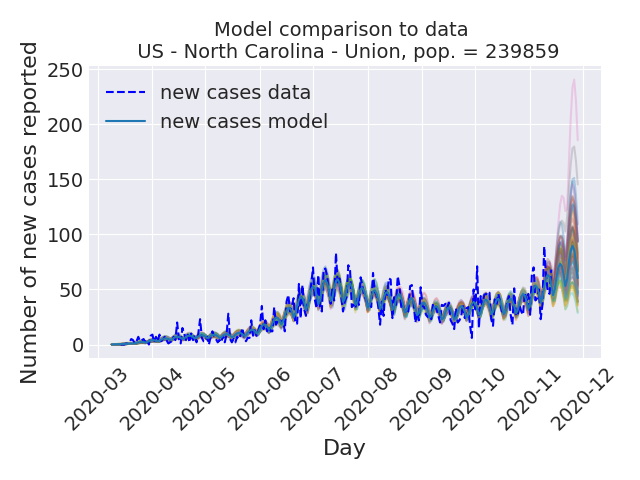 Model comparison to data
US - North Carolina - Union, pop. = 239859
Number of new cases reported
250
200
150
100
50
0
new cases data
new cases model
2020-03
2020-04
2020-05
2020-06
2020-07
2020-08
2020-09
2020-10
2020-11
2020-12
Day